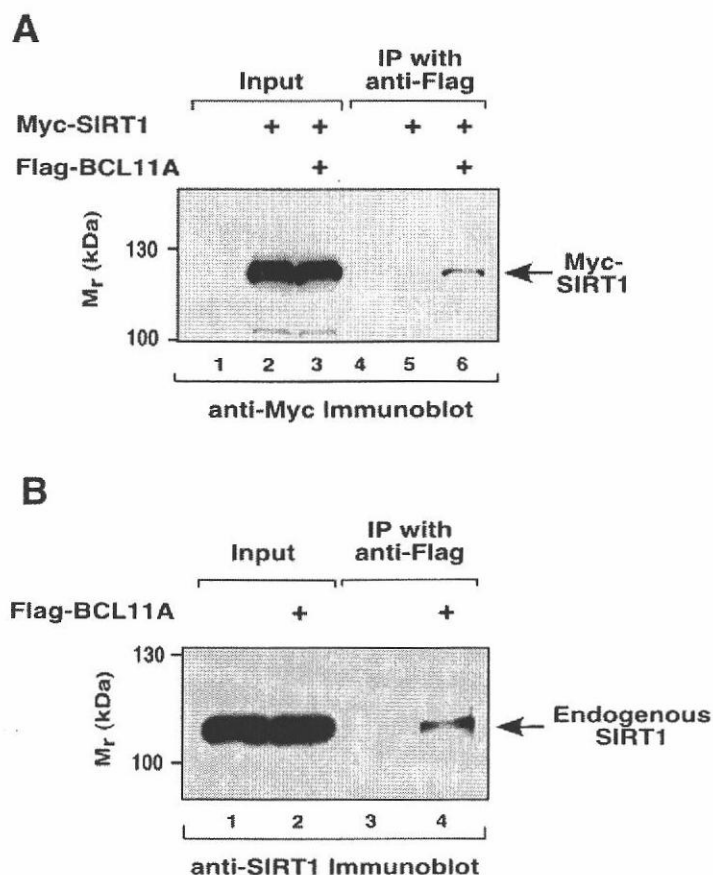 A
Input
IP with
anti-Flag
Myc-SIRT1 + + + +
Flag-BCL11A + +
Mr (kDa)
130
100
Myc-
SIRT1
1 2 3 4 5 6
anti-Myc Immunoblot
B
Input
IP with
anti-Flag
Flag-BCL11A + +
Mr (kDa)
130
100
Endogenous
SIRT1
1 2 3 4
anti-SIRT1 Immunoblot